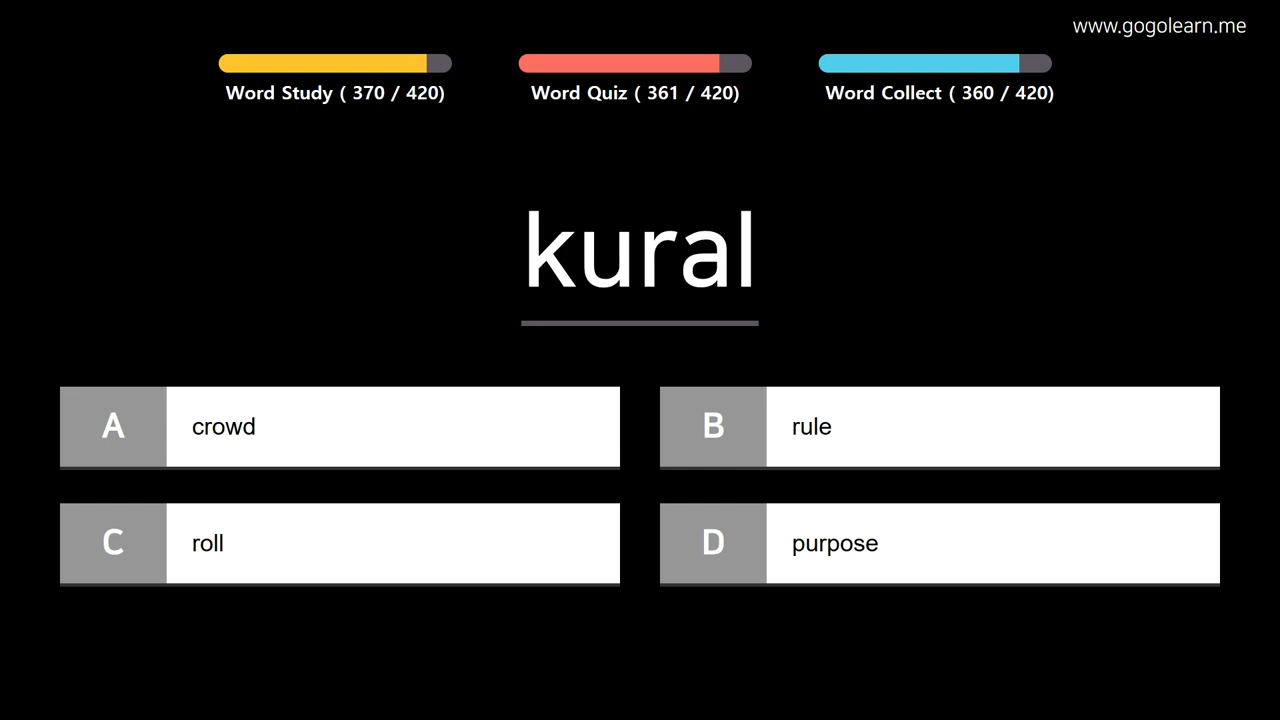 www.gogolearn.me
Word Study ( 370 / 420)
Word Quiz ( 361 / 420)
Word Collect ( 360 / 420)
kural
A crowd
B rule
C roll
D purpose